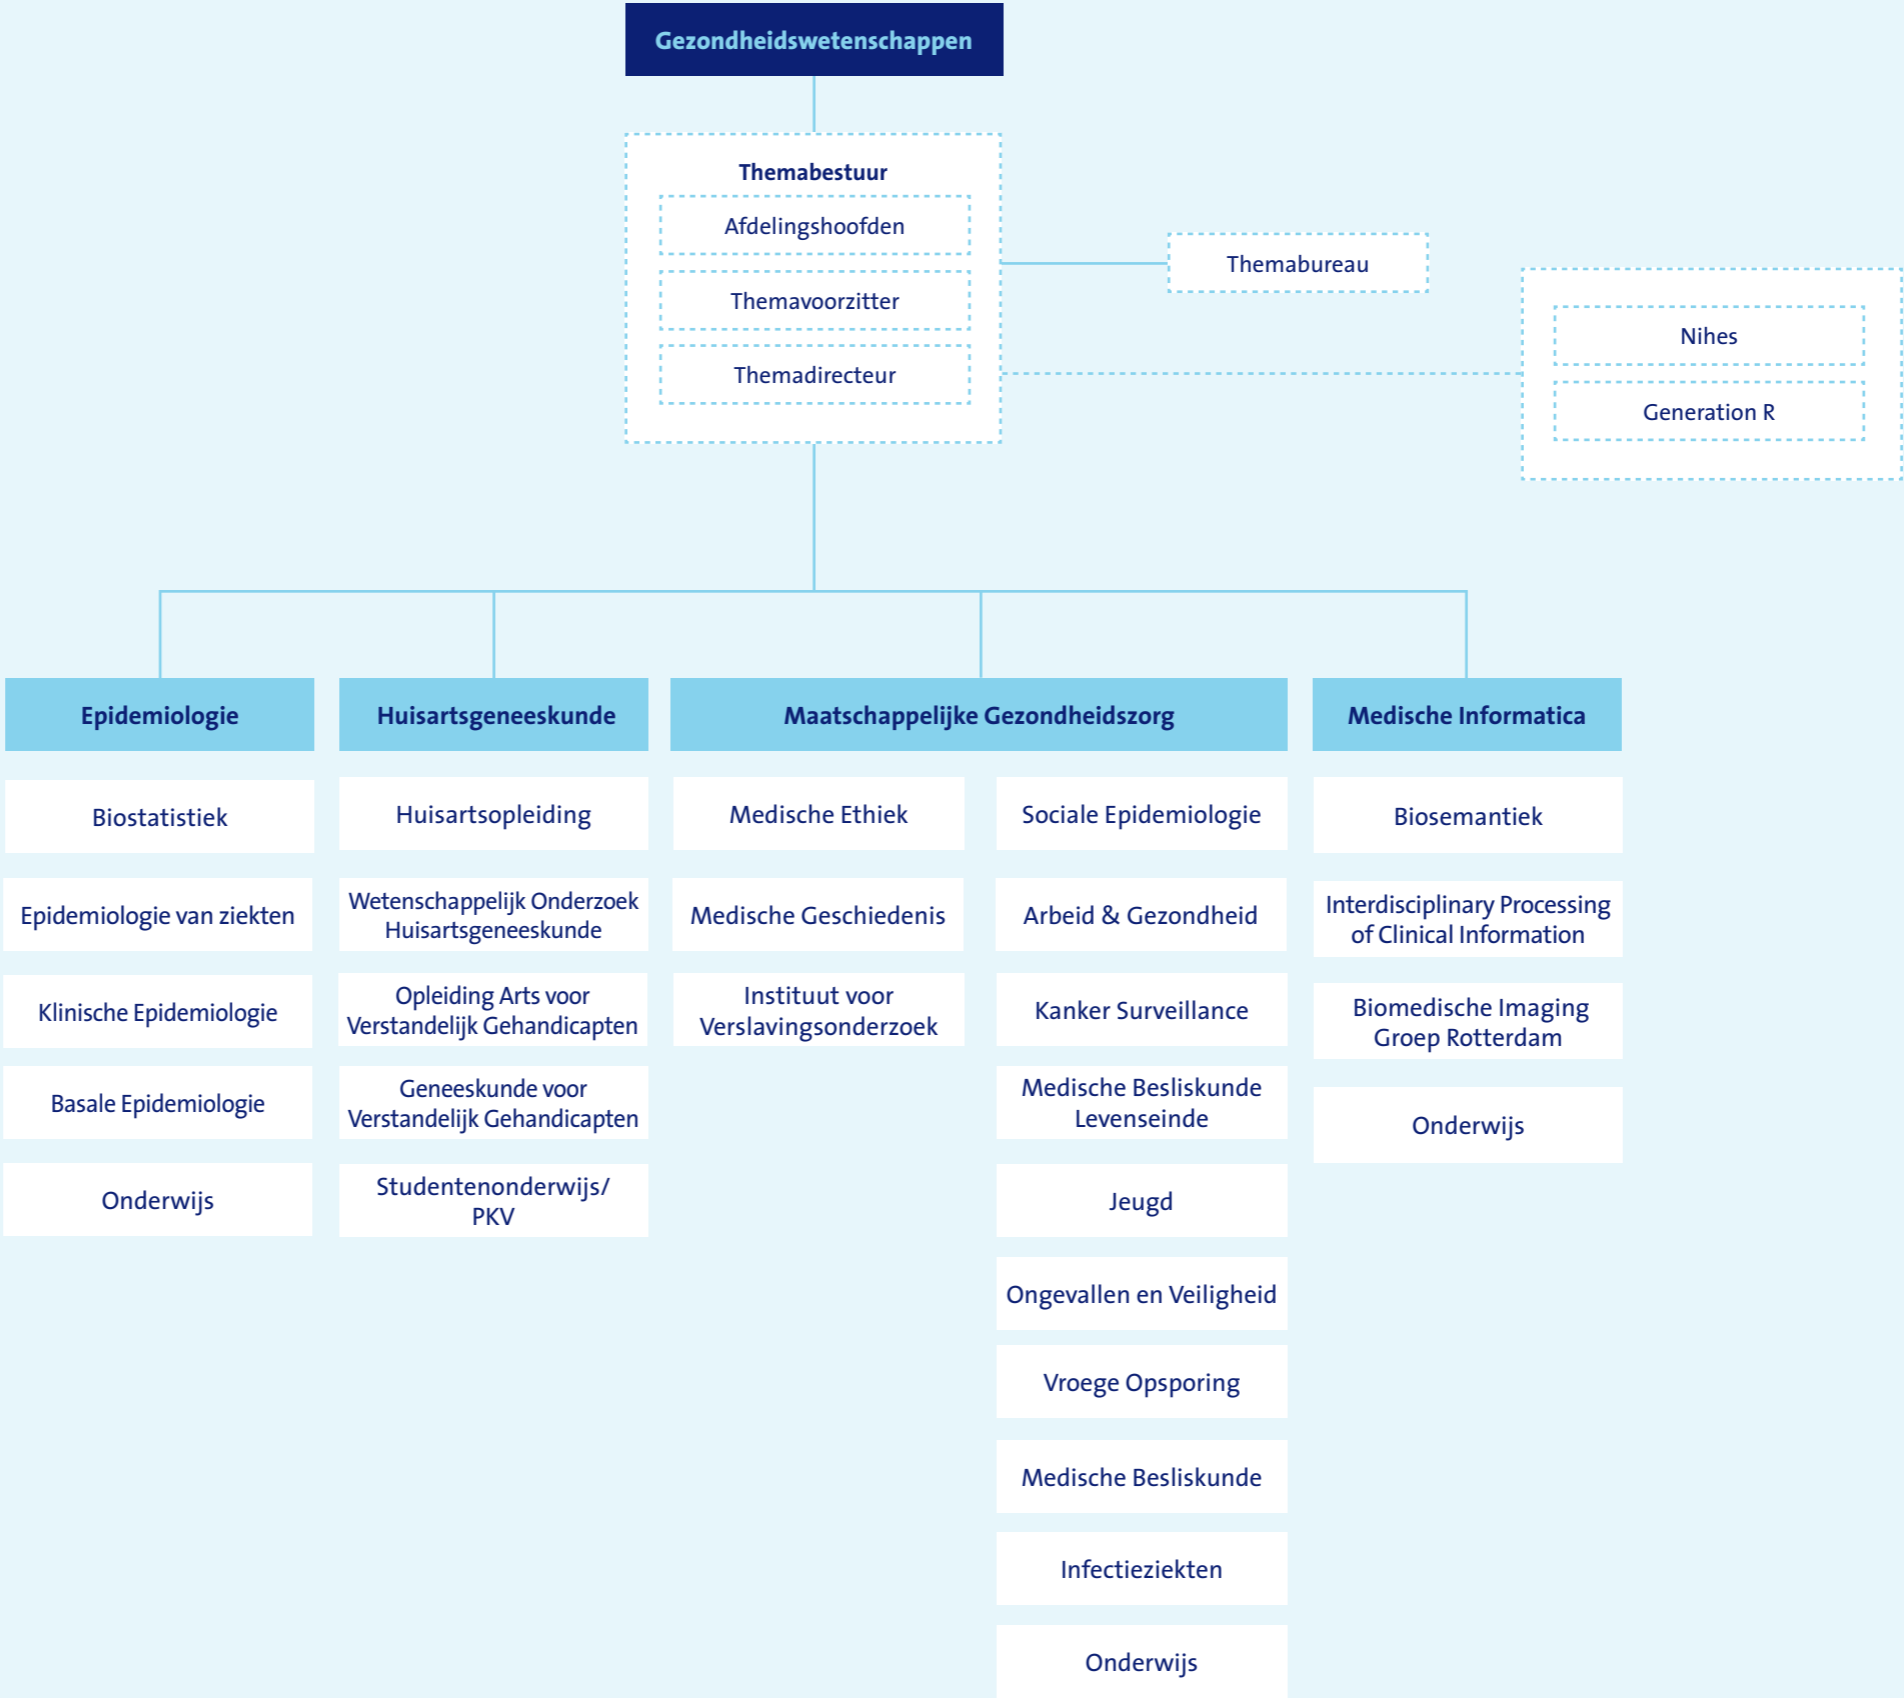 Gezondheidswetenschappen
Themabestuur
Afdelingshoofden
Themavoorzitter
Themadirecteur
Themabureau
Nihes
Generation R
Epidemiologie
Biostatistiek
Epidemiologie van ziekten
Klinische Epidemiologie
Basale Epidemiologie
Onderwijs
Huisartsgeneeskunde
Huisartsopleiding
Wetenschappelijk Onderzoek
Huisartsgeneeskunde
Opleiding Arts voor
Verstandelijk Gehandicapten
Geneeskunde voor
Verstandelijk Gehandicapten
Studentenonderwijs/
PKV
Maatschappelijke Gezondheidszorg
Medische Ethiek
Medische Geschiedenis
Instituut voor
Verslavingsonderzoek
Sociale Epidemiologie
Arbeid & Gezondheid
Kanker Surveillance
Medische Besliskunde
Levenseinde
Jeugd
Ongevallen en Veiligheid
Vroege Opsporing
Medische Besliskunde
Infectieziekten
Onderwijs
Medische Informatica
Biosemantiek
Interdisciplinary Processing
of Clinical Information
Biomedische Imaging
Groep Rotterdam
Onderwijs